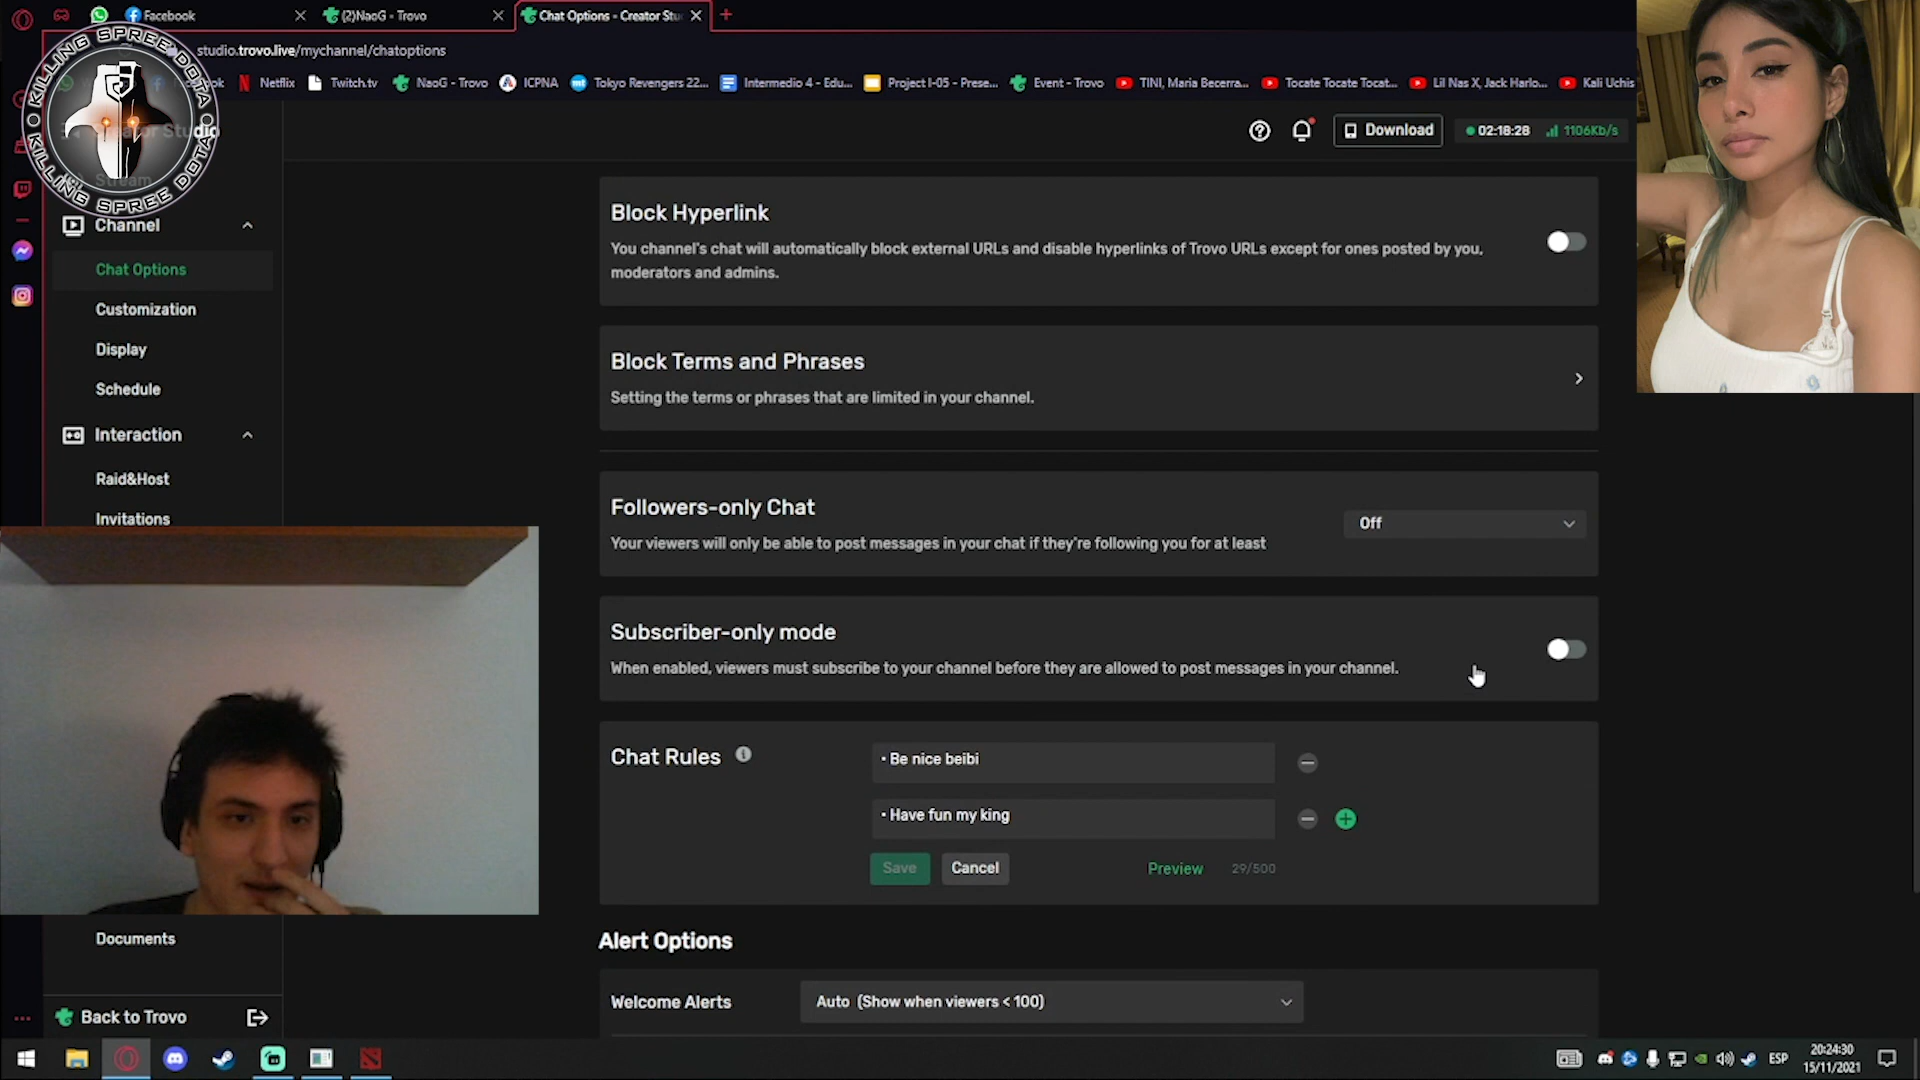 Facebook
(2)NaoG - Trovo
Chat Options - Creator Stu
studio.trovo.live/mychannel/chatoptions
Netflix
Twitch.tv
NaoG - Trovo
ICPNA
Tokyo Revengers 22...
Intermedio 4 - Edu...
Project I-05 - Prese...
Event - Trovo
TINI, Maria Becerra...
Tocate Tocate Tocat...
Lil Nas X, Jack Harlo...
Kali Uchis
KILLING SPREE DOTA
KILLING SPREE DOTA
Creator Studio
Download
02:18:28
1106Kb/s
Stream
Channel
Chat Options
Customization
Display
Schedule
Interaction
Raid&Host
Invitations
Documents
Back to Trovo
Block Hyperlink
You channel's chat will automatically block external URLs and disable hyperlinks of Trovo URLs except for ones posted by you,
moderators and admins.
Block Terms and Phrases
Setting the terms or phrases that are limited in your channel.
Followers-only Chat
Off
Your viewers will only be able to post messages in your chat if they're following you for at least
Subscriber-only mode
When enabled, viewers must subscribe to your channel before they are allowed to post messages in your channel.
Chat Rules
• Be nice beibi
• Have fun my king
Save
Cancel
Preview
29/500
Alert Options
Welcome Alerts
Auto (Show when viewers < 100)
ESP
20:24:30
15/11/2021